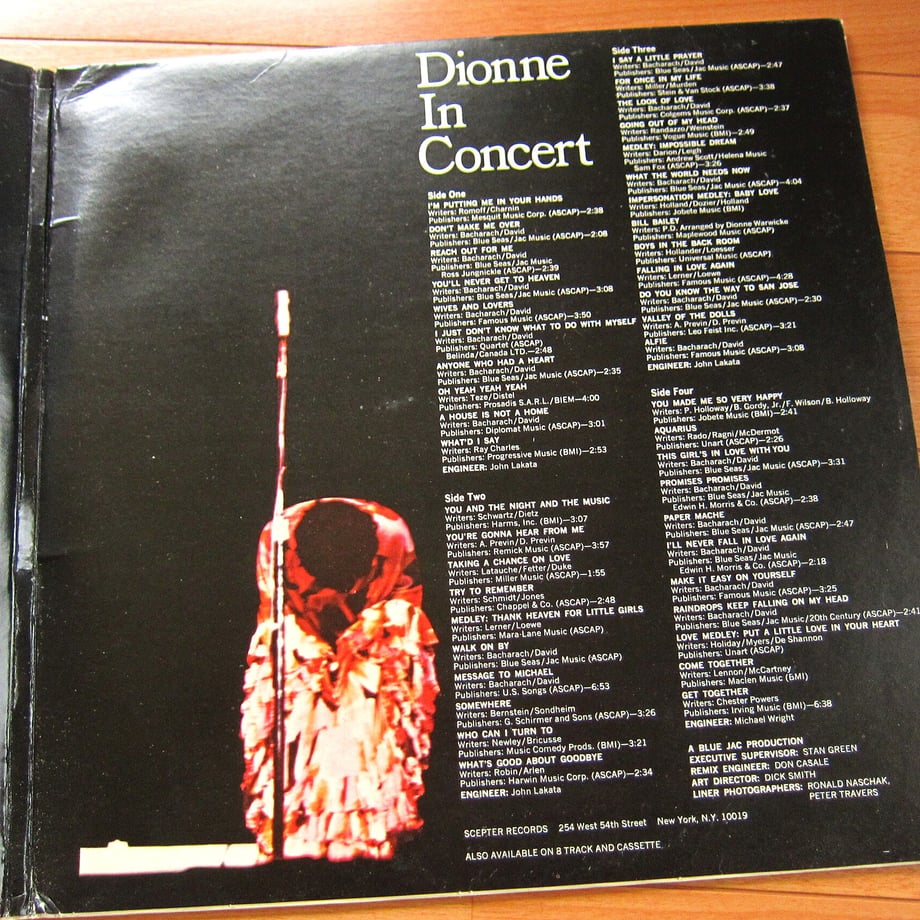 Dionne
In
Concert
Side One
I'M PUTTING ME IN YOUR HANDS
Writers: Romoff/Charnin
Publishers: Mesquit Music Corp. (ASCAP)—2:38
DON'T MAKE ME OVER
Writers: Bacharach/David
Publishers: Blue Seas/Jac Music (ASCAP)—2:08
REACH OUT FOR ME
Writers: Bacharach/David
Publishers: Blue Seas/Jac Music
Ross Jungnickle (ASCAP)—2:39
YOU'LL NEVER GET TO HEAVEN
Writers: Bacharach/David
Publishers: Blue Seas/Jac Music (ASCAP)—3:08
WIVES AND LOVERS
Writers: Bacharach/David
Publishers: Famous Music (ASCAP)—3:50
I JUST DON'T KNOW WHAT TO DO WITH MYSELF
Writers: Bacharach/David
Publishers: Quartet (ASCAP)
Belinda/Canada LTD.—2:48
ANYONE WHO HAD A HEART
Writers: Bacharach/David
Publishers: Blue Seas/Jac Music (ASCAP)—2:35
OH YEAH YEAH YEAH
Writers: Teze/Distel
Publishers: Prosadis S.A.R.L./BIEM—4:00
A HOUSE IS NOT A HOME
Writers: Bacharach/David
Publishers: Diplomat Music (ASCAP)—3:01
WHAT'D I SAY
Writers: Ray Charles
Publishers: Progressive Music (BMI)—2:53
ENGINEER: John Lakata
Side Two
YOU AND THE NIGHT AND THE MUSIC
Writers: Schwartz/Dietz
Publishers: Harms, Inc. (BMI)—3:07
YOU'RE GONNA HEAR FROM ME
Writers: A. Previn/D. Previn
Publishers: Remick Music (ASCAP)—3:57
TAKING A CHANCE ON LOVE
Writers: Latauche/Fetter/Duke
Publishers: Miller Music (ASCAP)—1:55
TRY TO REMEMBER
Writers: Schmidt/Jones
Publishers: Chappel & Co. (ASCAP)—2:48
MEDLEY: THANK HEAVEN FOR LITTLE GIRLS
Writers: Lerner/Loewe
Publishers: Mara-Lane Music (ASCAP)
WALK ON BY
Writers: Bacharach/David
Publishers: Blue Seas/Jac Music (ASCAP)
MESSAGE TO MICHAEL
Writers: Bacharach/David
Publishers: U.S. Songs (ASCAP)—6:53
SOMEWHERE
Writers: Bernstein/Sondheim
Publishers: G. Schirmer and Sons (ASCAP)—3:26
WHO CAN I TURN TO
Writers: Newley/Bricusse
Publishers: Music Comedy Prods. (BMI)—3:21
WHAT'S GOOD ABOUT GOODBYE
Writers: Robin/Arlen
Publishers: Harwin Music Corp. (ASCAP)—2:34
ENGINEER: John Lakata
Side Three
I SAY A LITTLE PRAYER
Writers: Bacharach/David
Publishers: Blue Seas/Jac Music (ASCAP)—2:47
FOR ONCE IN MY LIFE
Writers: Miller/Murden
Publishers: Stein & Van Stock (ASCAP)—3:38
THE LOOK OF LOVE
Writers: Bacharach/David
Publishers: Colgems Music Corp. (ASCAP)—2:37
GOING OUT OF MY HEAD
Writers: Randazzo/Weinstein
Publishers: Vogue Music (BMI)—2:49
MEDLEY: IMPOSSIBLE DREAM
Writers: Darion/Leigh
Publishers: Andrew Scott/Helena Music
Sam Fox (ASCAP)—3:26
WHAT THE WORLD NEEDS NOW
Writers: Bacharach/David
Publishers: Blue Seas/Jac Music (ASCAP)—4:04
IMPERSONATION MEDLEY: BABY LOVE
Writers: Holland/Dozier/Holland
Publishers: Jobete Music (BMI)
BILL BAILEY
Writers: P.D. Arranged by Dionne Warwicke
Publishers: Maplewood Music (ASCAP)
BOYS IN THE BACK ROOM
Writers: Hollander/Loesser
Publishers: Universal Music (ASCAP)
FALLING IN LOVE AGAIN
Writers: Lerner/Loewe
Publishers: Famous Music (ASCAP)—4:28
DO YOU KNOW THE WAY TO SAN JOSE
Writers: Bacharach/David
Publishers: Blue Seas/Jac Music (ASCAP)—2:30
VALLEY OF THE DOLLS
Writers: A. Previn/D. Previn
Publishers: Leo Feist Inc. (ASCAP)—3:21
ALFIE
Writers: Bacharach/David
Publishers: Famous Music (ASCAP)—3:08
ENGINEER: John Lakata
Side Four
YOU MADE ME SO VERY HAPPY
Writers: P. Holloway/B. Gordy, Jr./F. Wilson/B. Holloway
Publishers: Jobete Music (BMI)—2:41
AQUARIUS
Writers: Rado/Ragni/McDermot
Publishers: Unart (ASCAP)—2:26
THIS GIRL'S IN LOVE WITH YOU
Writers: Bacharach/David
Publishers: Blue Seas/Jac Music (ASCAP)—3:31
PROMISES PROMISES
Writers: Bacharach/David
Publishers: Blue Seas/Jac Music
Edwin H. Morris & Co. (ASCAP)—2:38
PAPER MACHE
Writers: Bacharach/David
Publishers: Blue Seas/Jac Music (ASCAP)—2:47
I'LL NEVER FALL IN LOVE AGAIN
Writers: Bacharach/David
Publishers: Blue Seas/Jac Music
Edwin H. Morris & Co. (ASCAP)—2:18
MAKE IT EASY ON YOURSELF
Writers: Bacharach/David
Publishers: Famous Music (ASCAP)—3:25
RAINDROPS KEEP FALLING ON MY HEAD
Writers: Bacharach/David
Publishers: Blue Seas/Jac Music/20th Century (ASCAP)—2:41
LOVE MEDLEY: PUT A LITTLE LOVE IN YOUR HEART
Writers: Holiday/Myers/De Shannon
Publishers: Unart (ASCAP)
COME TOGETHER
Writers: Lennon/McCartney
Publishers: Maclen Music (BMI)
GET TOGETHER
Writers: Chester Powers
Publishers: Irving Music (BMI)—6:38
ENGINEER: Michael Wright
A BLUE JAC PRODUCTION
EXECUTIVE SUPERVISOR: STAN GREEN
REMIX ENGINEER: DON CASALE
ART DIRECTOR: DICK SMITH
LINER PHOTOGRAPHERS: RONALD NASCHAK,
PETER TRAVERS
SCEPTER RECORDS 254 West 54th Street New York, N.Y. 10019
ALSO AVAILABLE ON 8 TRACK AND CASSETTE.